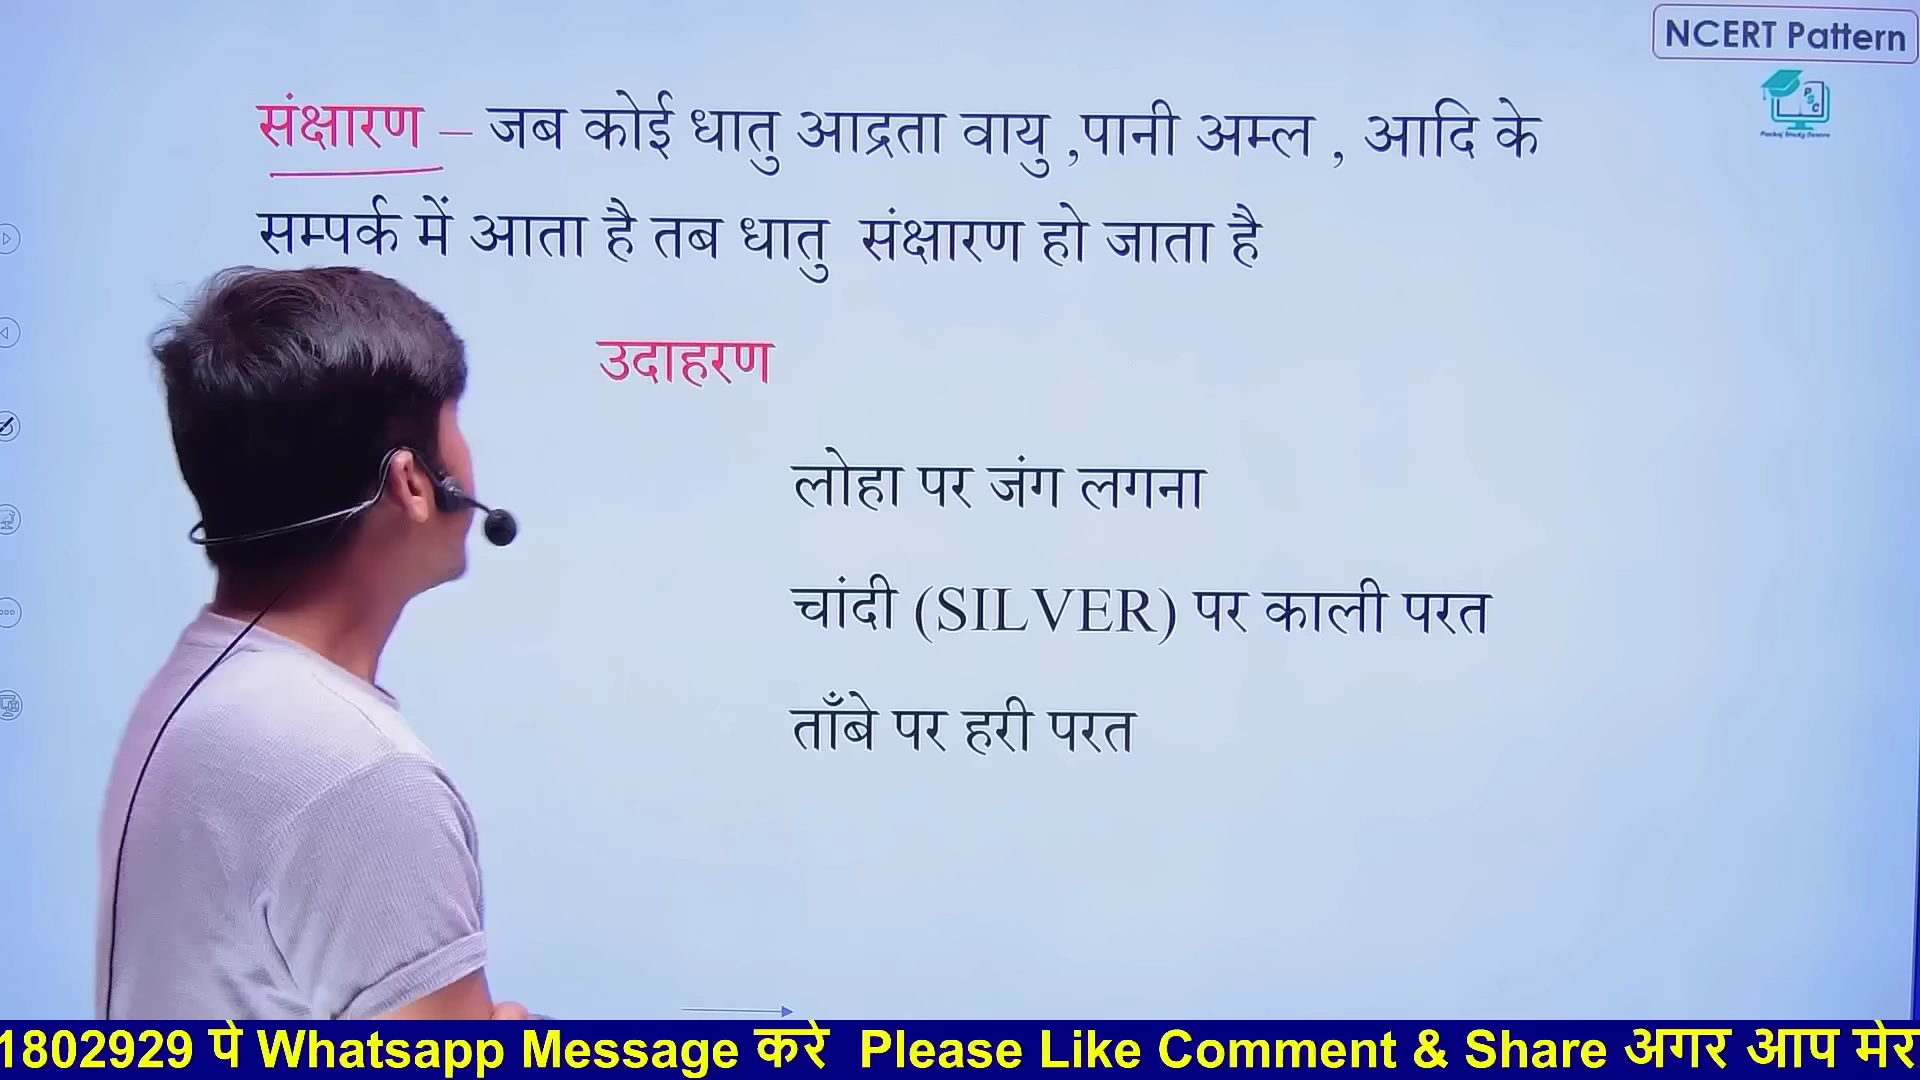 NCERT Pattern
PSC
संक्षारण – जब कोई धातु आद्रता वायु ,पानी अम्ल , आदि के
सम्पर्क में आता है तब धातु संक्षारण हो जाता है
उदाहरण
लोहा पर जंग लगना
चांदी (SILVER) पर काली परत
ताँबे पर हरी परत
1802929 पे Whatsapp Message करे Please Like Comment & Share अगर आप मेर